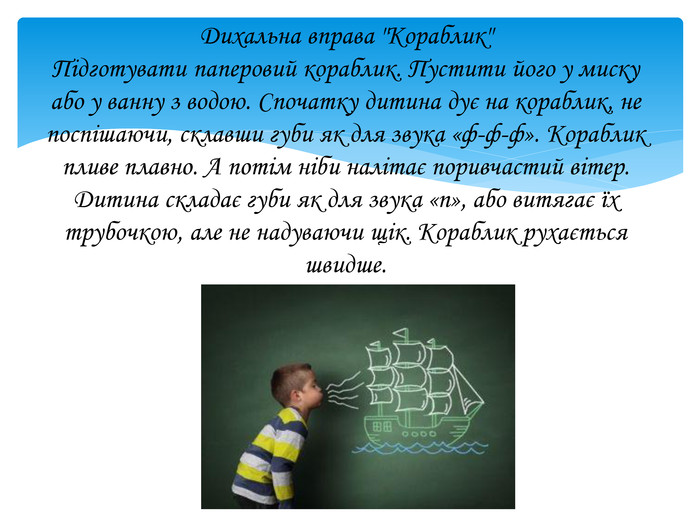 Дихальна вправа "Кораблик"
Підготувати паперовий кораблик. Пустити його у миску
або у ванну з водою. Спочатку дитина дує на кораблик, не
поспішаючи, склавши губи як для звука «ф-ф-ф». Кораблик
пливе плавно. А потім ніби налітає поривчастий вітер.
Дитина складає губи як для звука «п», або витягає їх
трубочкою, але не надуваючи щік. Кораблик рухається
швидше.